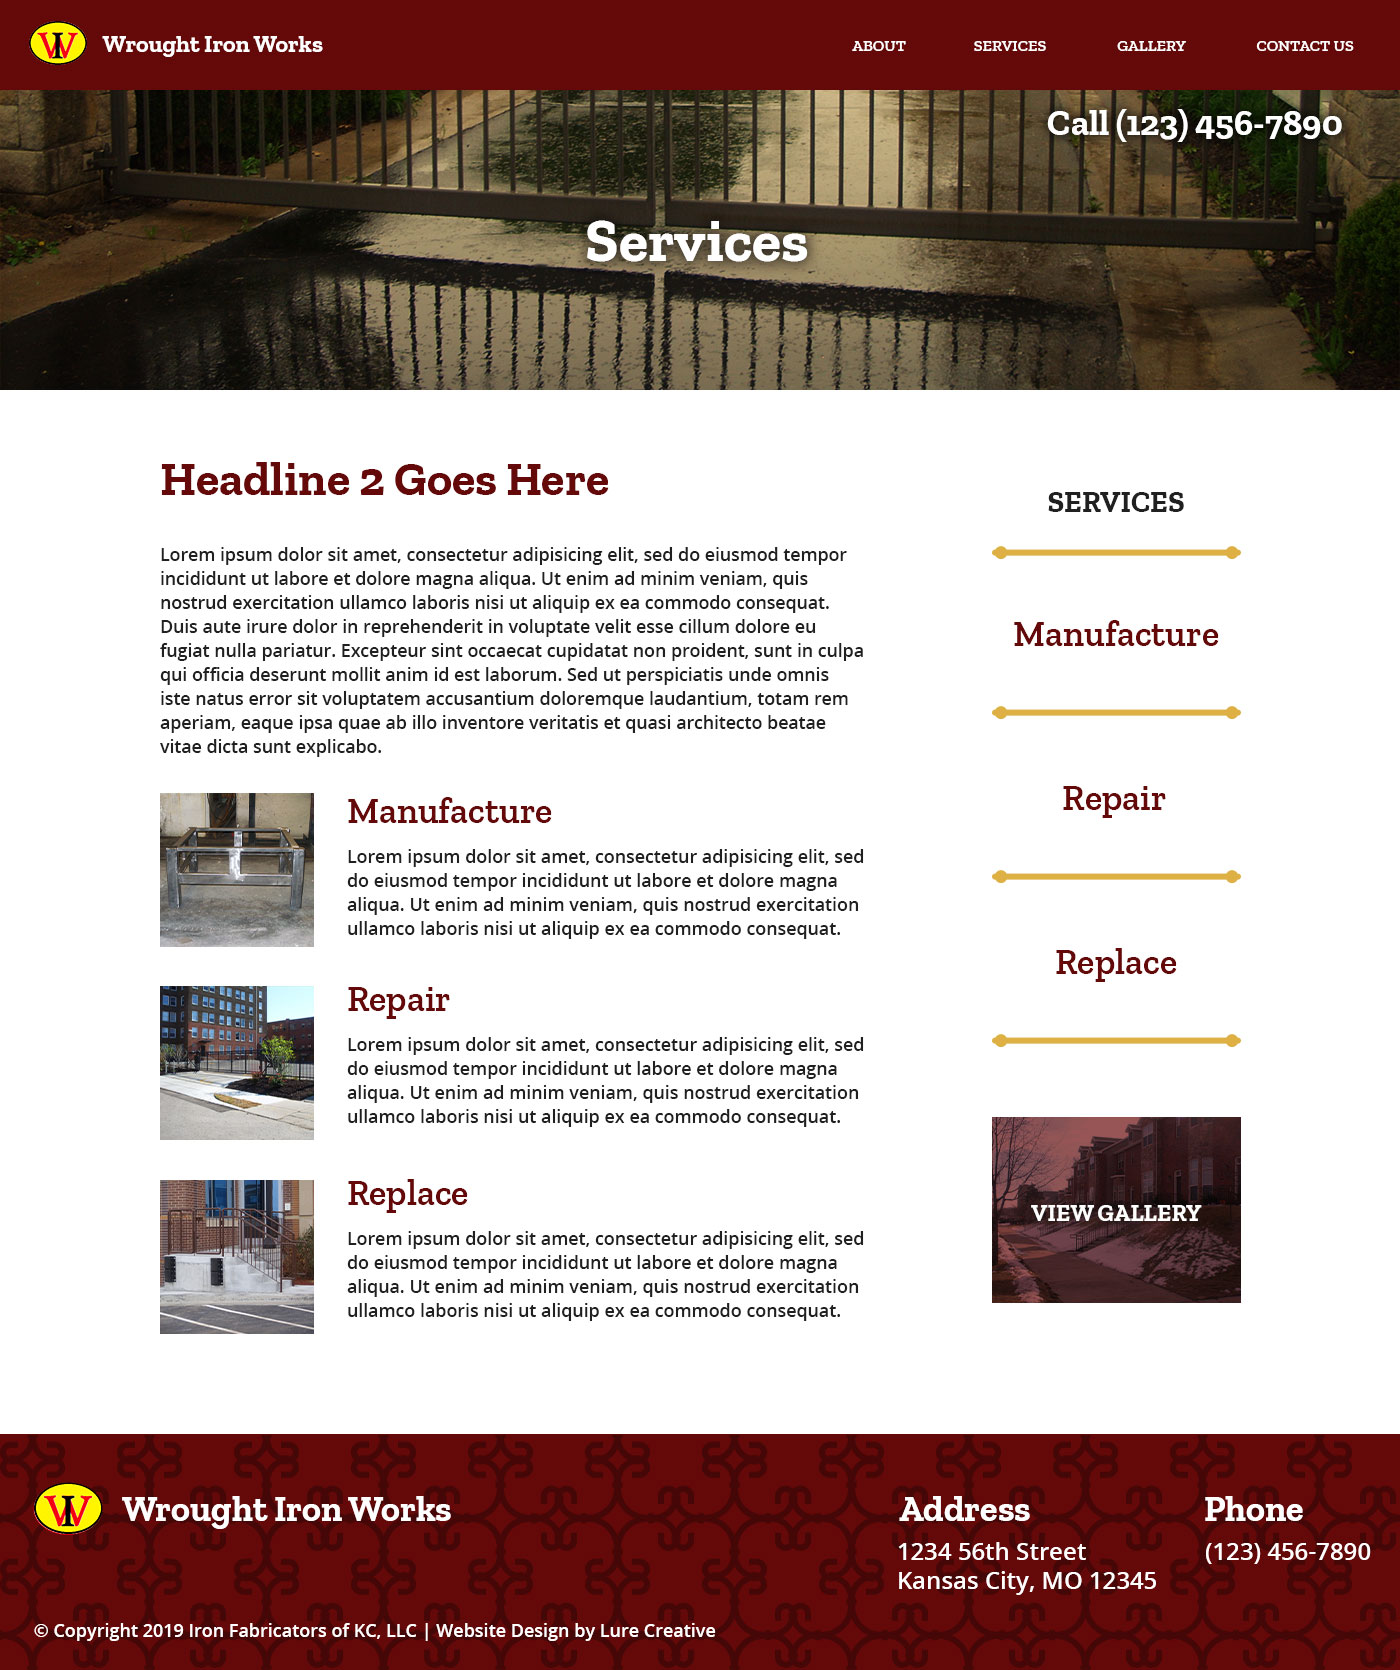 WI
Wrought Iron Works
ABOUT
SERVICES
GALLERY
CONTACT US
Call (123) 456-7890
Services
Headline 2 Goes Here
Lorem ipsum dolor sit amet, consectetur adipisicing elit, sed do eiusmod tempor
incididunt ut labore et dolore magna aliqua. Ut enim ad minim veniam, quis
nostrud exercitation ullamco laboris nisi ut aliquip ex ea commodo consequat.
Duis aute irure dolor in reprehenderit in voluptate velit esse cillum dolore eu
fugiat nulla pariatur. Excepteur sint occaecat cupidatat non proident, sunt in culpa
qui officia deserunt mollit anim id est laborum. Sed ut perspiciatis unde omnis
iste natus error sit voluptatem accusantium doloremque laudantium, totam rem
aperiam, eaque ipsa quae ab illo inventore veritatis et quasi architecto beatae
vitae dicta sunt explicabo.
Manufacture
Lorem ipsum dolor sit amet, consectetur adipisicing elit, sed
do eiusmod tempor incididunt ut labore et dolore magna
aliqua. Ut enim ad minim veniam, quis nostrud exercitation
ullamco laboris nisi ut aliquip ex ea commodo consequat.
Repair
Lorem ipsum dolor sit amet, consectetur adipisicing elit, sed
do eiusmod tempor incididunt ut labore et dolore magna
aliqua. Ut enim ad minim veniam, quis nostrud exercitation
ullamco laboris nisi ut aliquip ex ea commodo consequat.
Replace
Lorem ipsum dolor sit amet, consectetur adipisicing elit, sed
do eiusmod tempor incididunt ut labore et dolore magna
aliqua. Ut enim ad minim veniam, quis nostrud exercitation
ullamco laboris nisi ut aliquip ex ea commodo consequat.
SERVICES
Manufacture
Repair
Replace
VIEW GALLERY
WI
Wrought Iron Works
Address
1234 56th Street
Kansas City, MO 12345
Phone
(123) 456-7890
© Copyright 2019 Iron Fabricators of KC, LLC | Website Design by Lure Creative